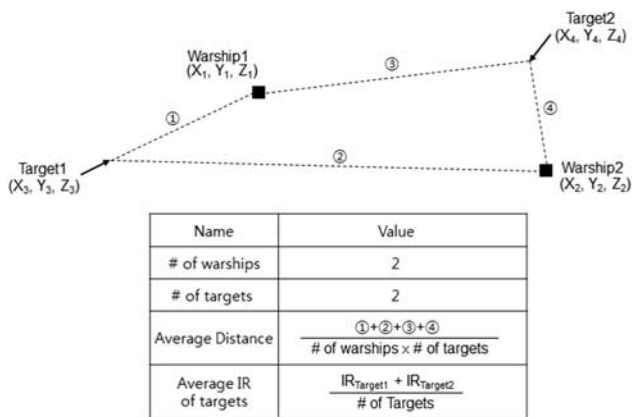 Target2
(X₄, Y₄, Z₄)
Warship1
(X₁, Y₁, Z₁)
③
①
④
②
Target1
(X₃, Y₃, Z₃)
Warship2
(X₂, Y₂, Z₂)
Name Value
# of warships 2
# of targets 2
Average Distance
①+②+③+④
# of warships x # of targets
Average IR
of targets
IR_Target1 + IR_Target2
# of Targets